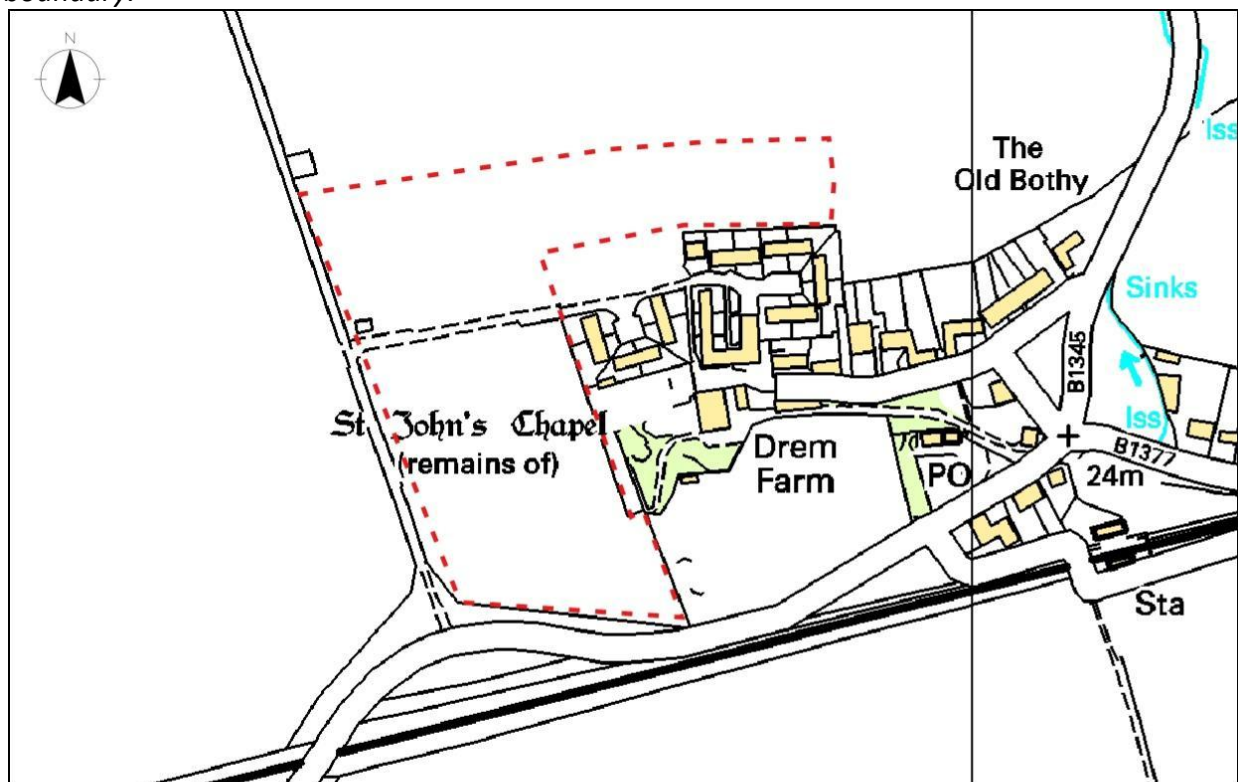 boundary.
N
Iss
The
Old Bothy
Sinks
B1345
St John's Chapel
(remains of)
Iss
Drem
Farm
PO
B1377
24m
Sta